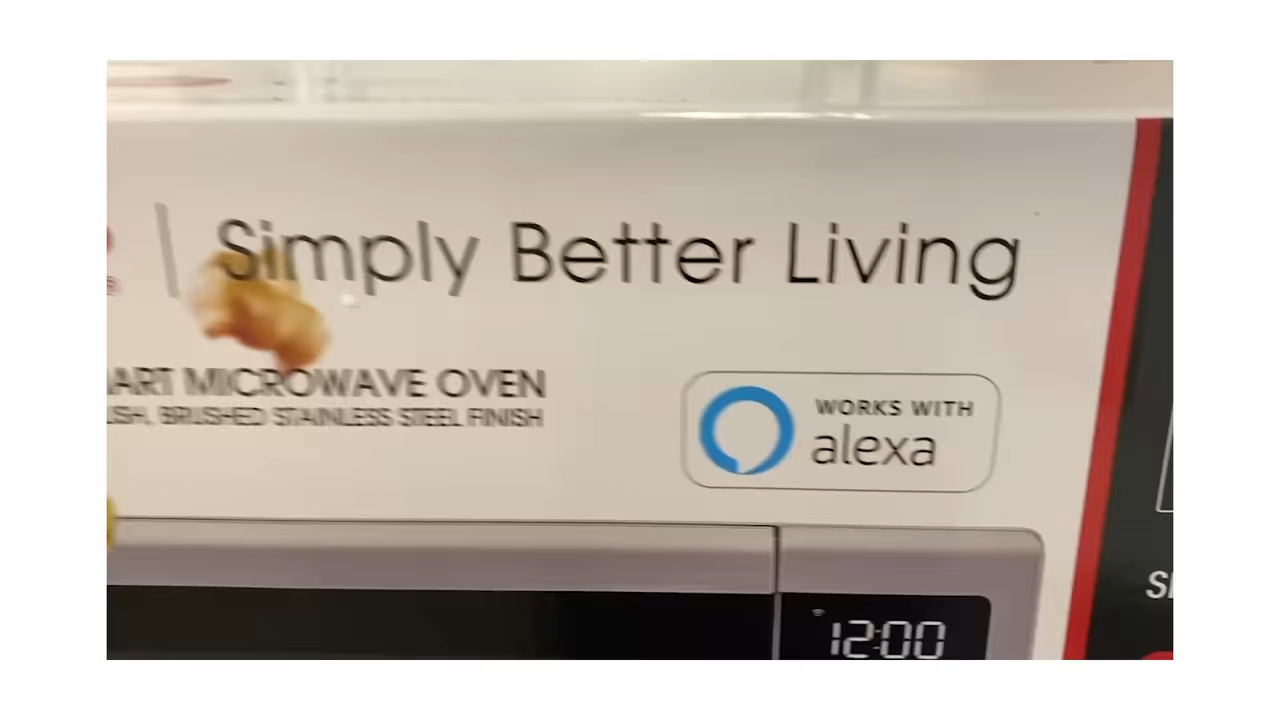 Simply Better Living
ART MICROWAVE OVEN
ISH, BRUSHED STAINLESS STEEL FINISH
WORKS WITH
alexa
12:00